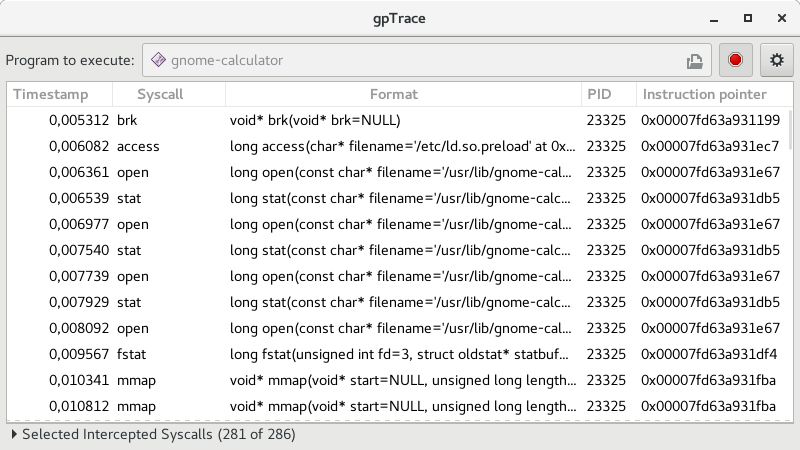 gpTrace
Program to execute: gnome-calculator
Timestamp Syscall Format PID Instruction pointer
0,005312 brk void* brk(void* brk=NULL) 23325 0x00007fd63a931199
0,006082 access long access(char* filename='/etc/ld.so.preload' at 0x... 23325 0x00007fd63a931ec7
0,006361 open long open(const char* filename='/usr/lib/gnome-cal... 23325 0x00007fd63a931e67
0,006539 stat long stat(const char* filename='/usr/lib/gnome-calc... 23325 0x00007fd63a931db5
0,006977 open long open(const char* filename='/usr/lib/gnome-cal... 23325 0x00007fd63a931e67
0,007540 stat long stat(const char* filename='/usr/lib/gnome-calc... 23325 0x00007fd63a931db5
0,007739 open long open(const char* filename='/usr/lib/gnome-cal... 23325 0x00007fd63a931e67
0,007929 stat long stat(const char* filename='/usr/lib/gnome-calc... 23325 0x00007fd63a931db5
0,008092 open long open(const char* filename='/usr/lib/gnome-cal... 23325 0x00007fd63a931e67
0,009567 fstat long fstat(unsigned int fd=3, struct oldstat* statbuf... 23325 0x00007fd63a931df4
0,010341 mmap void* mmap(void* start=NULL, unsigned long length... 23325 0x00007fd63a931fba
0,010812 mmap void* mmap(void* start=NULL, unsigned long length... 23325 0x00007fd63a931fba
Selected Intercepted Syscalls (281 of 286)